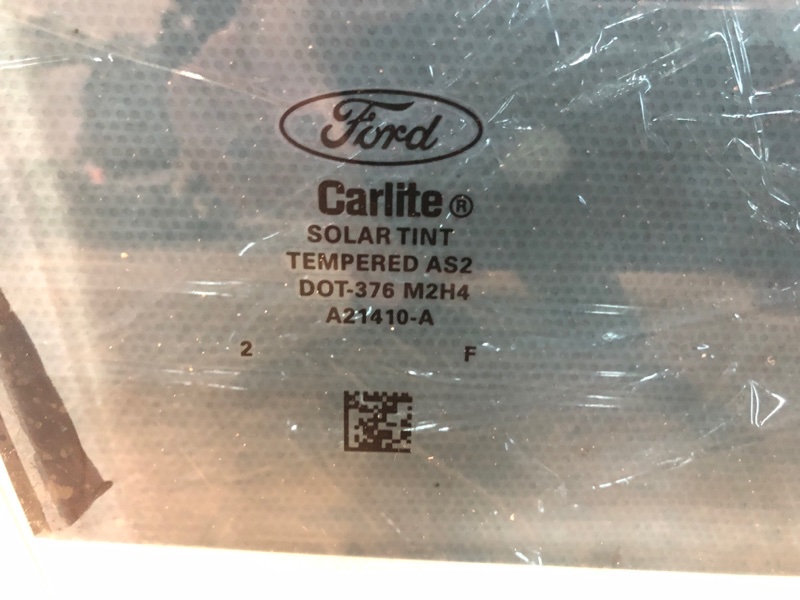 Ford
Carlite®
SOLAR TINT
TEMPERED AS2
DOT-376 M2H4
A21410-A
2 F